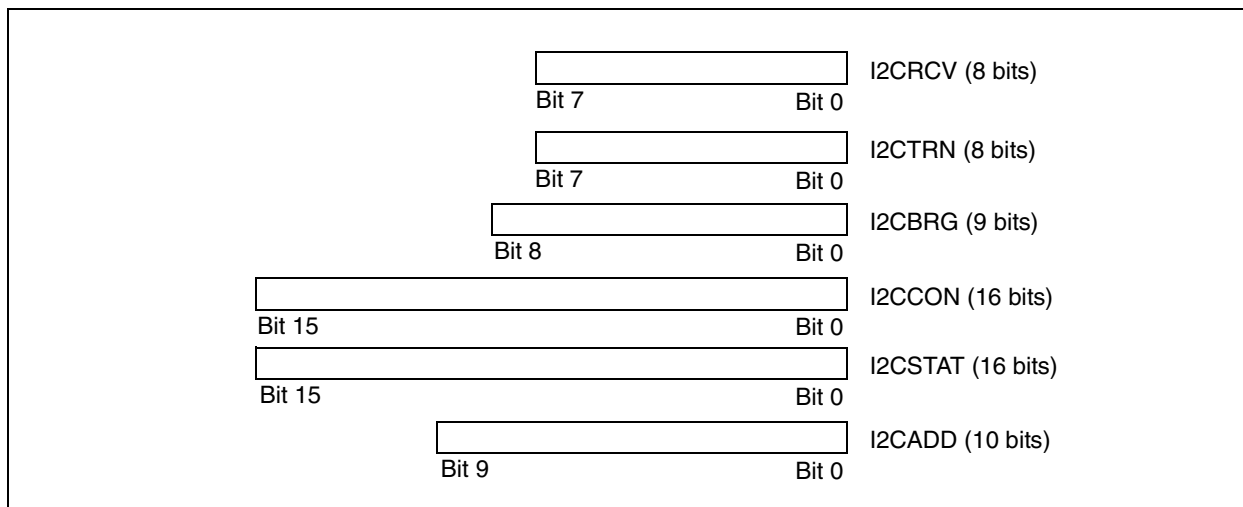 I2CRCV (8 bits)
Bit 7 Bit 0
I2CTRN (8 bits)
Bit 7 Bit 0
I2CBRG (9 bits)
Bit 8 Bit 0
I2CCON (16 bits)
Bit 15 Bit 0
I2CSTAT (16 bits)
Bit 15 Bit 0
I2CADD (10 bits)
Bit 9 Bit 0